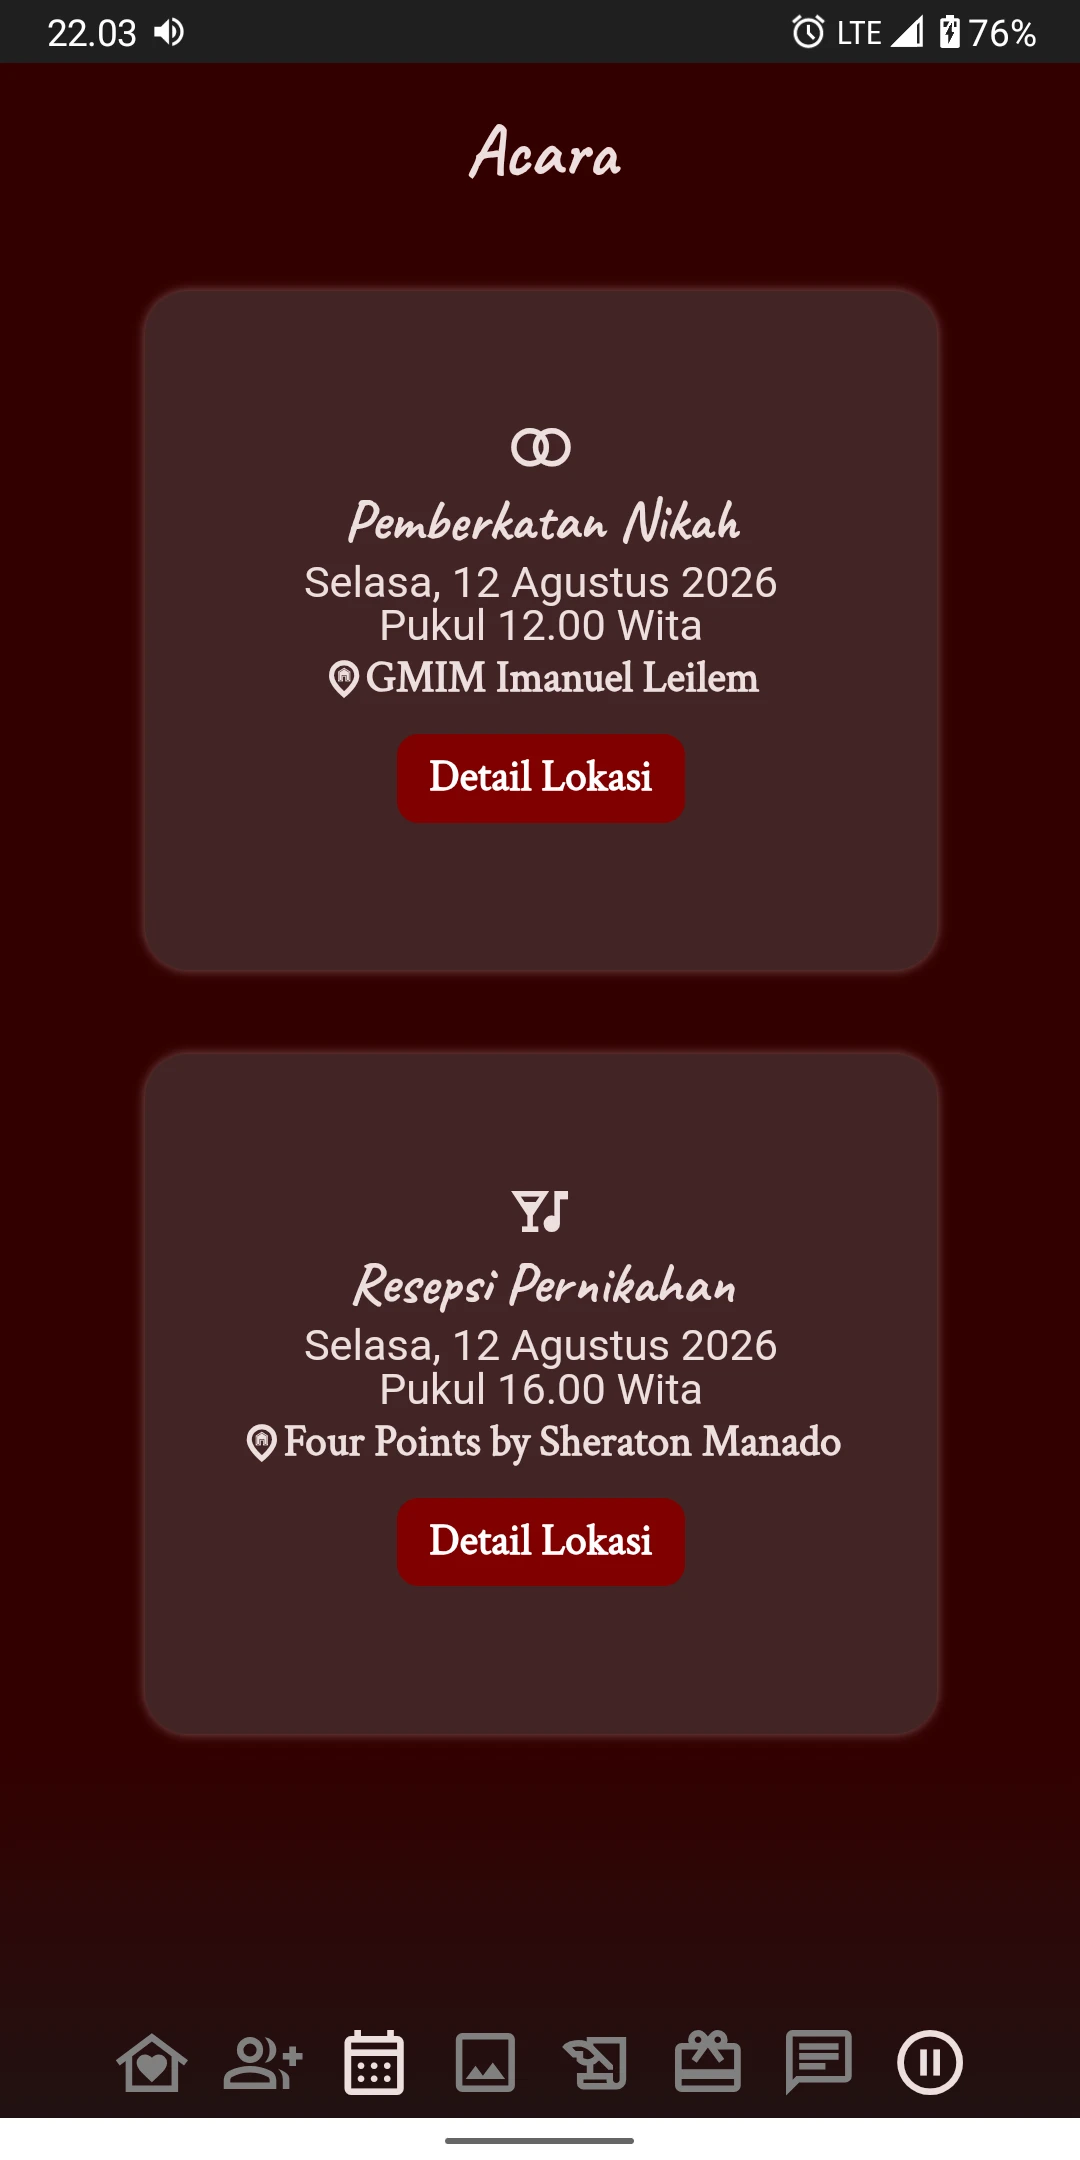 22.03
LTE 76%
Acara
Pemberkatan Nikah
Selasa, 12 Agustus 2026
Pukul 12.00 Wita
GMIM Imanuel Leilem
Detail Lokasi
Resepsi Pernikahan
Selasa, 12 Agustus 2026
Pukul 16.00 Wita
Four Points by Sheraton Manado
Detail Lokasi